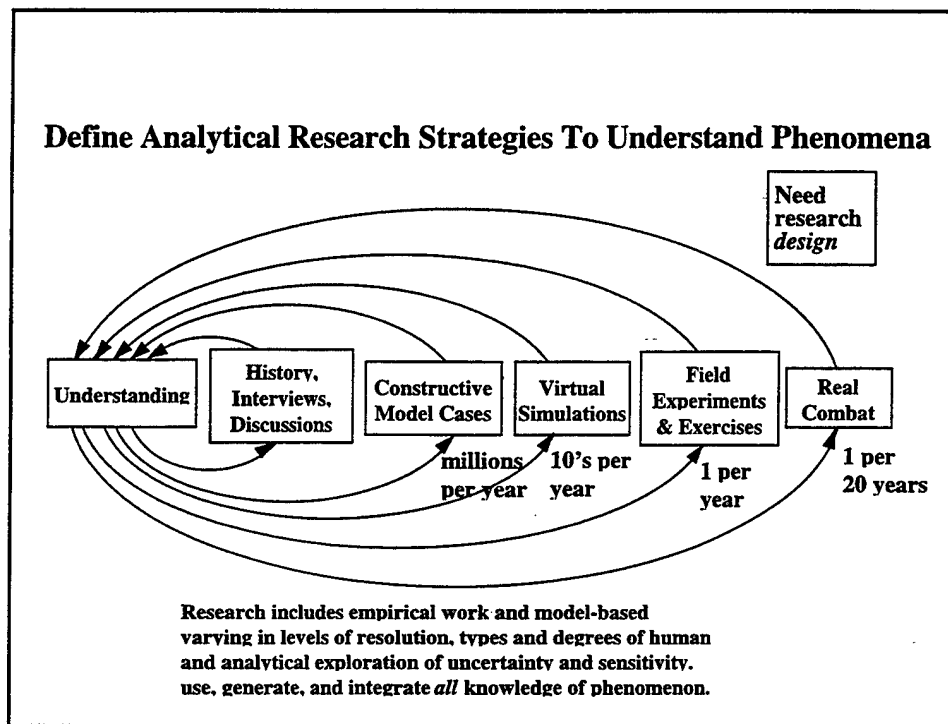 Define Analytical Research Strategies To Understand Phenomena
Need
research
design
Understanding
History,
Interviews,
Discussions
Constructive
Model Cases
Virtual
Simulations
Field
Experiments
& Exercises
Real
Combat
millions
per year
10's per
year
1 per
year
1 per
20 years
Research includes empirical work and model-based
varying in levels of resolution, types and degrees of human
and analytical exploration of uncertainty and sensitivity.
use, generate, and integrate all knowledge of phenomenon.